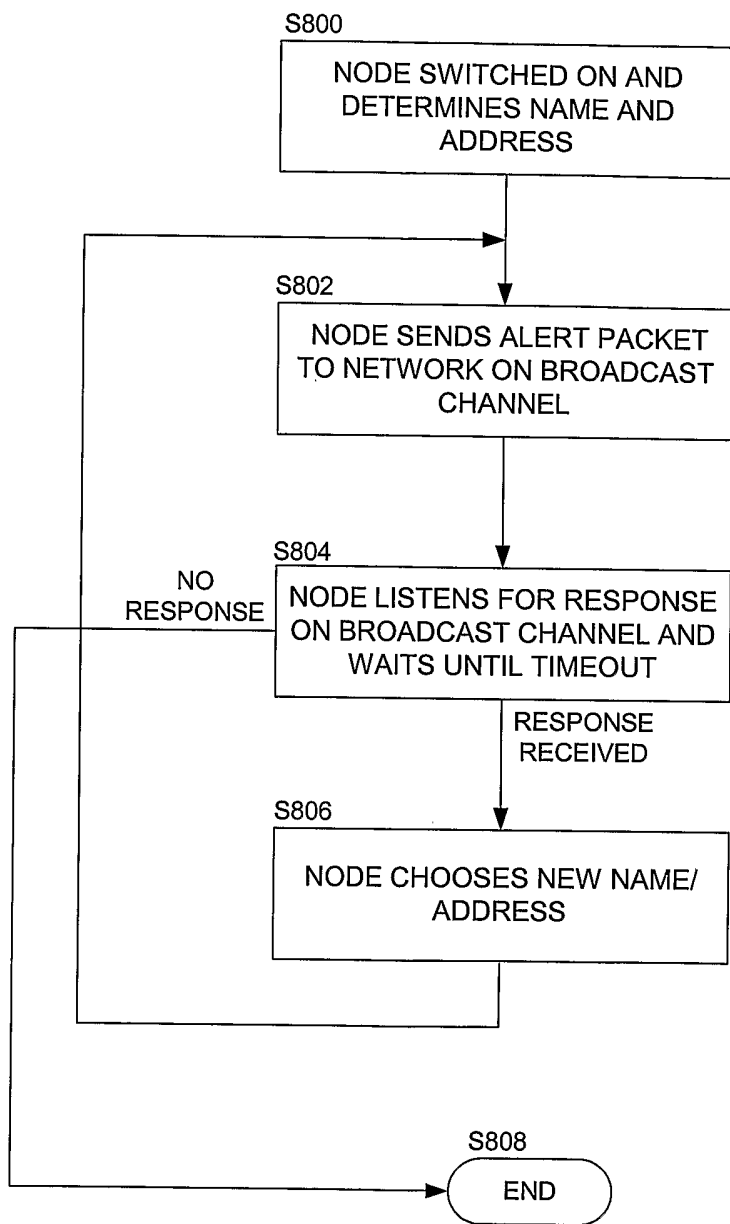 S800
NODE SWITCHED ON AND
DETERMINES NAME AND
ADDRESS
S802
NODE SENDS ALERT PACKET
TO NETWORK ON BROADCAST
CHANNEL
S804
NO
RESPONSE
NODE LISTENS FOR RESPONSE
ON BROADCAST CHANNEL AND
WAITS UNTIL TIMEOUT
RESPONSE
RECEIVED
S806
NODE CHOOSES NEW NAME/
ADDRESS
S808
END